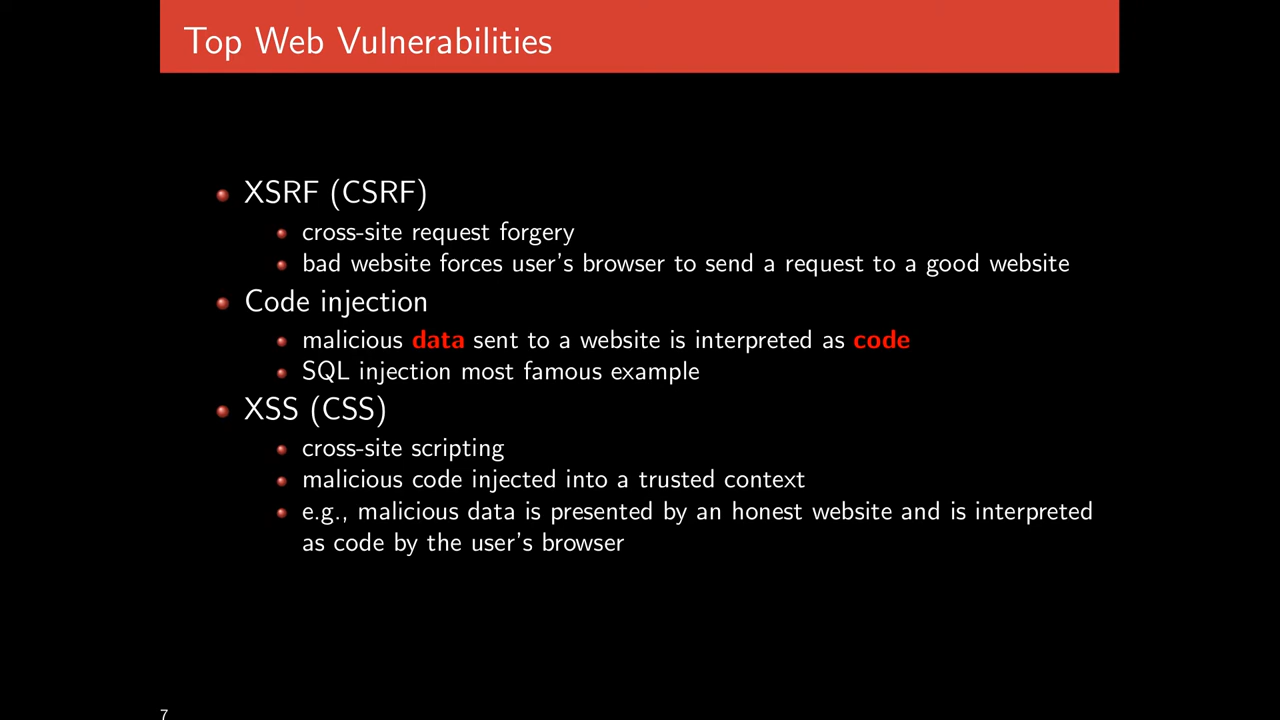 Top Web Vulnerabilities
XSRF (CSRF)
cross-site request forgery
bad website forces user's browser to send a request to a good website
Code injection
malicious data sent to a website is interpreted as code
SQL injection most famous example
XSS (CSS)
cross-site scripting
malicious code injected into a trusted context
e.g., malicious data is presented by an honest website and is interpreted
as code by the user's browser
7